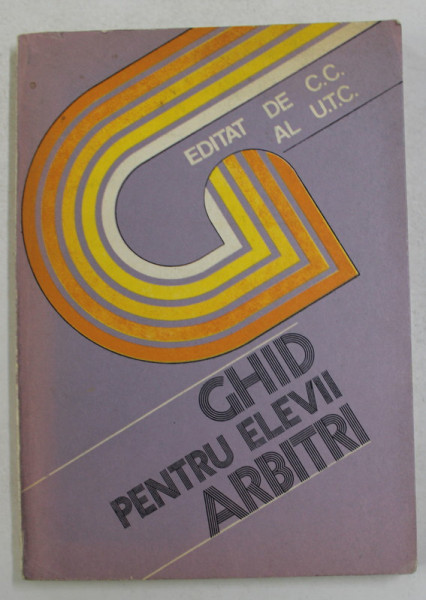 EDITAT DE C.C.
AL U.T.C.
GHID
PENTRU ELEVII
ARBITRI